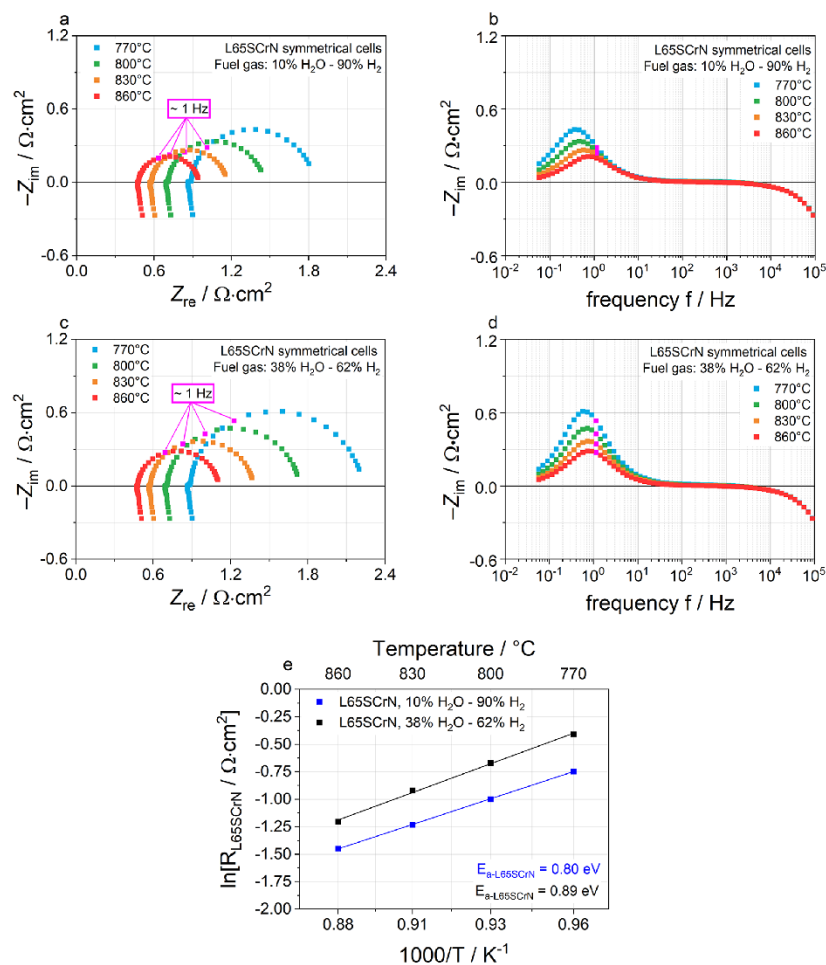 a
1.2
0.6
0.0
-0.6
−Z_im / Ω·cm²
770°C
800°C
830°C
860°C
L65SCrN symmetrical cells
Fuel gas: 10% H₂O - 90% H₂
~ 1 Hz
0.0
0.6
1.2
1.8
2.4
Z_re / Ω·cm²
b
1.2
0.6
0.0
-0.6
−Z_im / Ω·cm²
L65SCrN symmetrical cells
Fuel gas: 10% H₂O - 90% H₂
770°C
800°C
830°C
860°C
10⁻²
10⁻¹
10⁰
10¹
10²
10³
10⁴
10⁵
frequency f / Hz
c
1.2
0.6
0.0
-0.6
−Z_im / Ω·cm²
770°C
800°C
830°C
860°C
L65SCrN symmetrical cells
Fuel gas: 38% H₂O - 62% H₂
~ 1 Hz
0.0
0.6
1.2
1.8
2.4
Z_re / Ω·cm²
d
1.2
0.6
0.0
-0.6
−Z_im / Ω·cm²
L65SCrN symmetrical cells
Fuel gas: 38% H₂O - 62% H₂
770°C
800°C
830°C
860°C
10⁻²
10⁻¹
10⁰
10¹
10²
10³
10⁴
10⁵
frequency f / Hz
e
Temperature / °C
860
830
800
770
0.00
-0.25
-0.50
-0.75
-1.00
-1.25
-1.50
-1.75
-2.00
ln[R_L65SCrN / Ω·cm²]
L65SCrN, 10% H₂O - 90% H₂
L65SCrN, 38% H₂O - 62% H₂
E_a-L65SCrN = 0.80 eV
E_a-L65SCrN = 0.89 eV
0.88
0.91
0.93
0.96
1000/T / K⁻¹